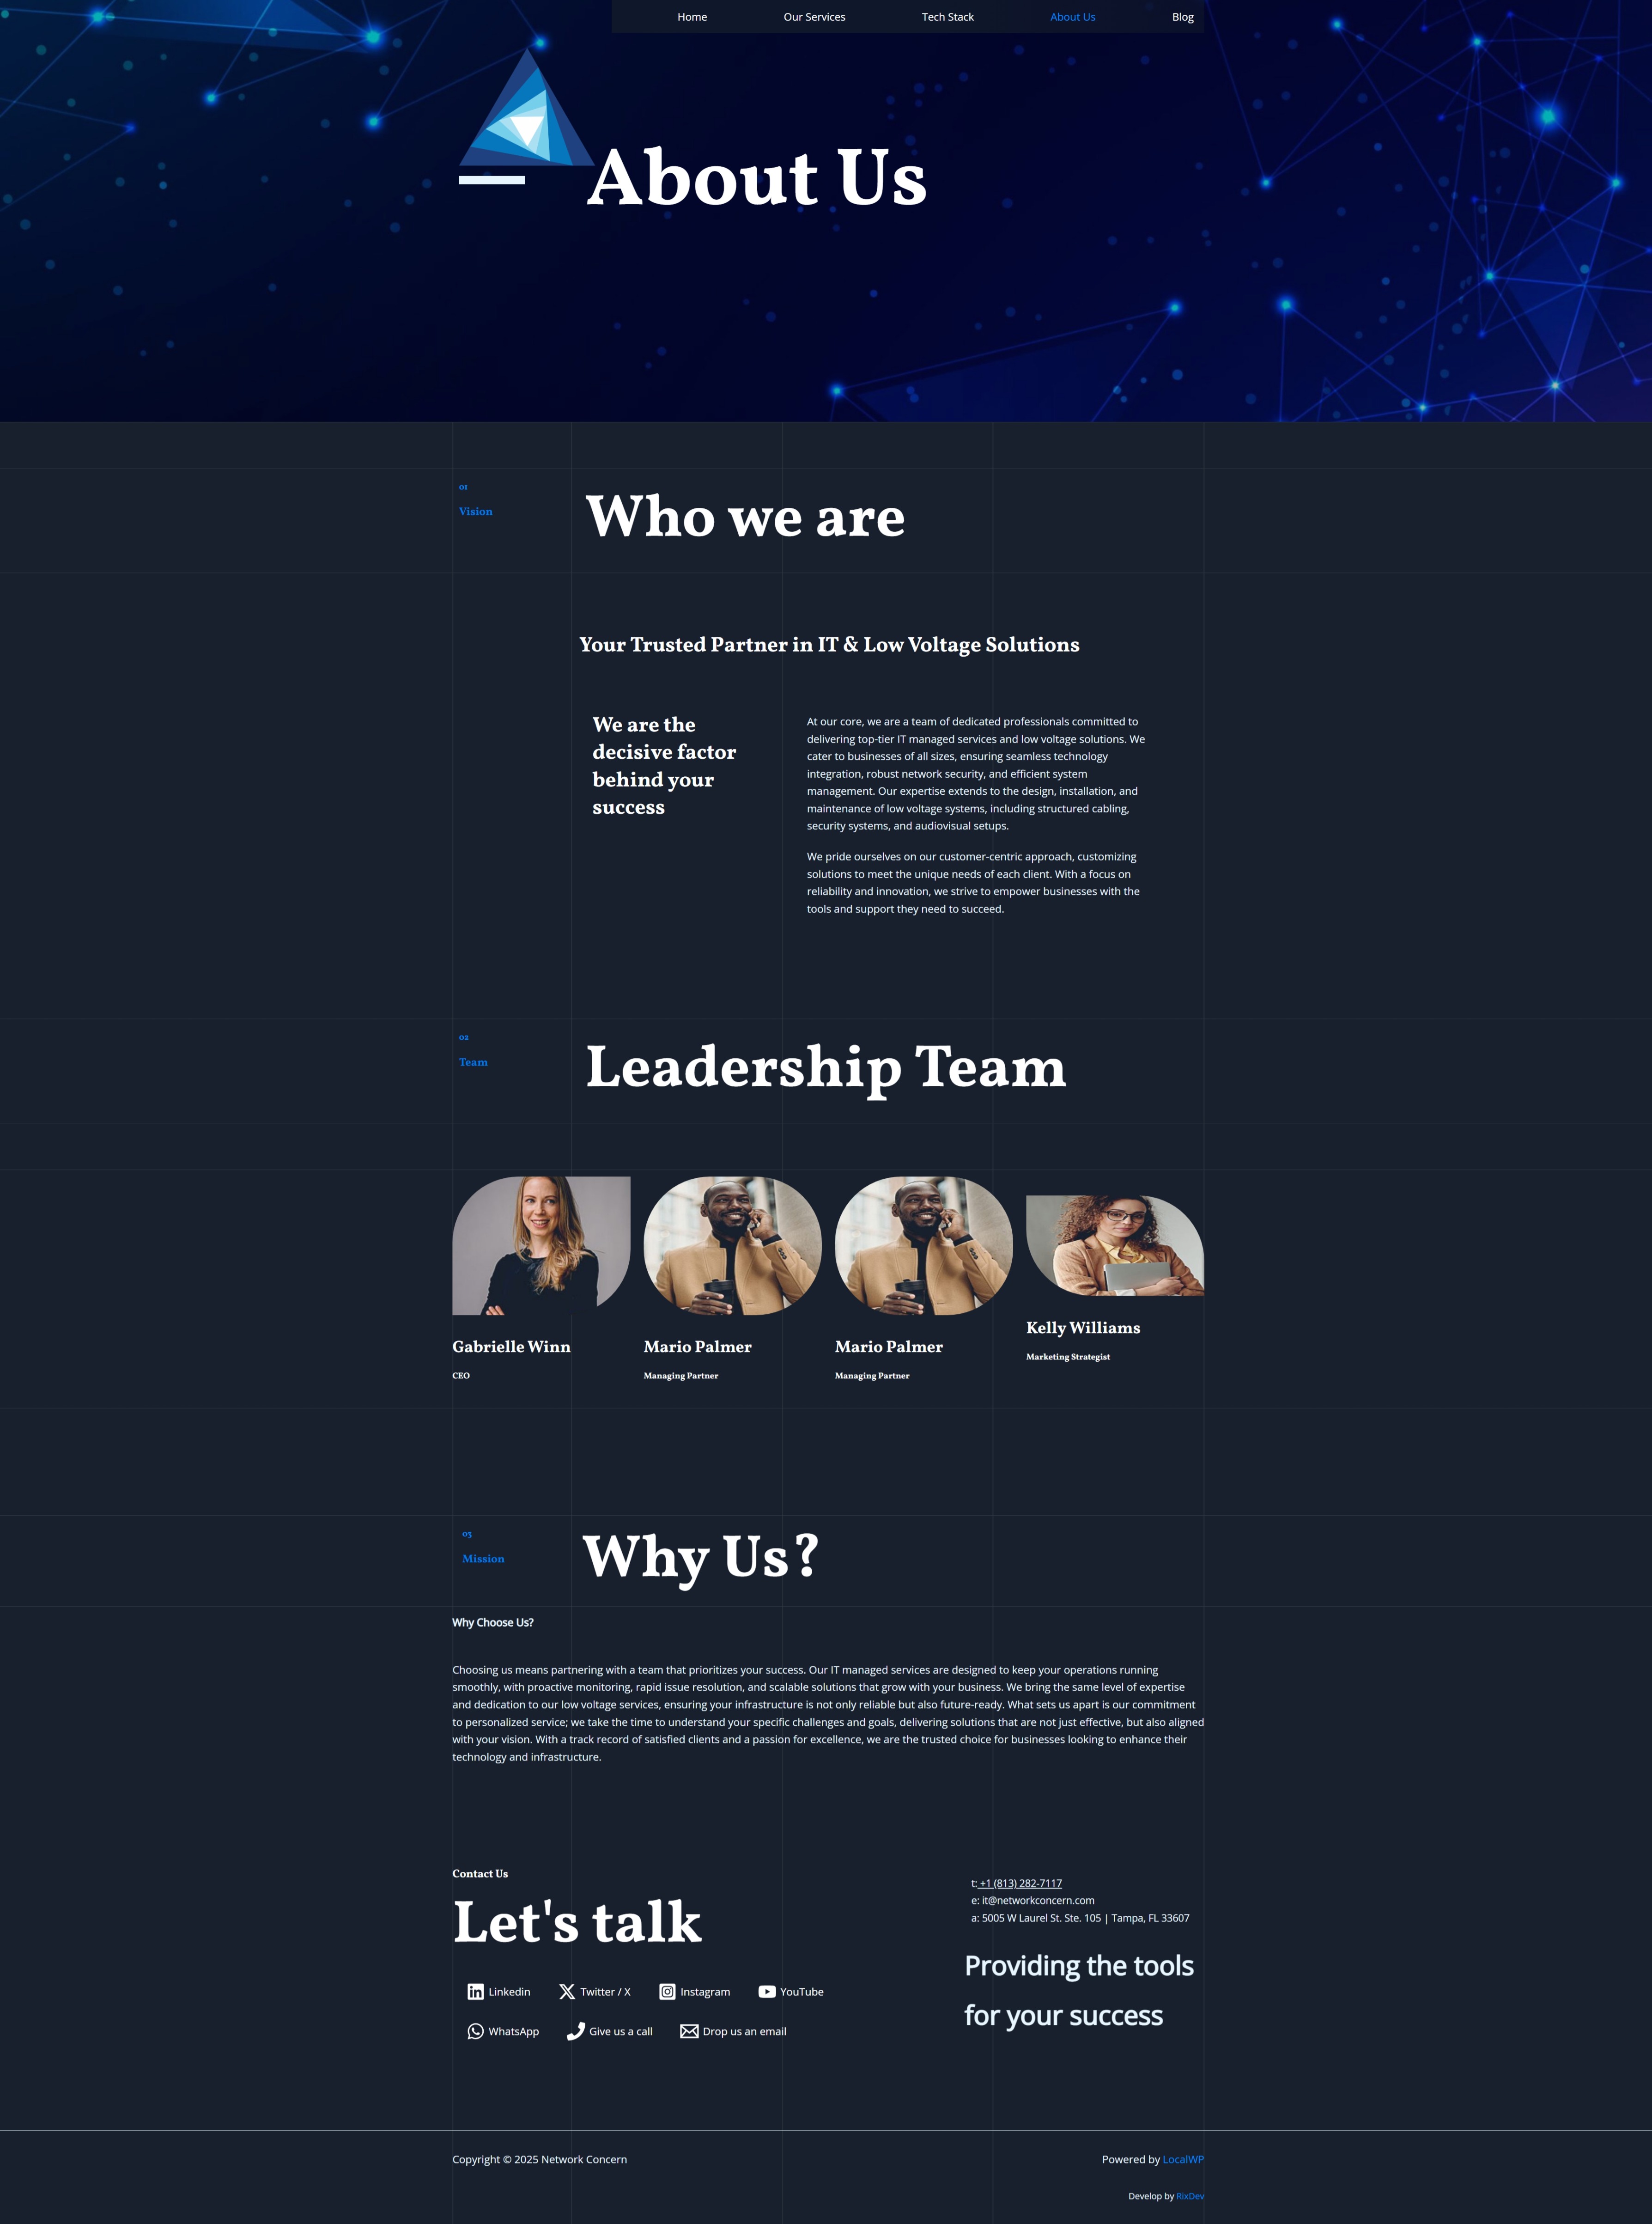 Home
Our Services
Tech Stack
About Us
Blog
About Us
01
Vision
Who we are
Your Trusted Partner in IT & Low Voltage Solutions
We are the
decisive factor
behind your
success
At our core, we are a team of dedicated professionals committed to
delivering top-tier IT managed services and low voltage solutions. We
cater to businesses of all sizes, ensuring seamless technology
integration, robust network security, and efficient system
management. Our expertise extends to the design, installation, and
maintenance of low voltage systems, including structured cabling,
security systems, and audiovisual setups.
We pride ourselves on our customer-centric approach, customizing
solutions to meet the unique needs of each client. With a focus on
reliability and innovation, we strive to empower businesses with the
tools and support they need to succeed.
02
Team
Leadership Team
Gabrielle Winn
CEO
Mario Palmer
Managing Partner
Mario Palmer
Managing Partner
Kelly Williams
Marketing Strategist
03
Mission
Why Us?
Why Choose Us?
Choosing us means partnering with a team that prioritizes your success. Our IT managed services are designed to keep your operations running
smoothly, with proactive monitoring, rapid issue resolution, and scalable solutions that grow with your business. We bring the same level of expertise
and dedication to our low voltage services, ensuring your infrastructure is not only reliable but also future-ready. What sets us apart is our commitment
to personalized service; we take the time to understand your specific challenges and goals, delivering solutions that are not just effective, but also aligned
with your vision. With a track record of satisfied clients and a passion for excellence, we are the trusted choice for businesses looking to enhance their
technology and infrastructure.
Contact Us
Let's talk
Linkedin
Twitter / X
Instagram
YouTube
WhatsApp
Give us a call
Drop us an email
t: +1 (813) 282-7117
e: it@networkconcern.com
a: 5005 W Laurel St. Ste. 105 | Tampa, FL 33607
Providing the tools
for your success
Copyright © 2025 Network Concern
Powered by LocalWP
Develop by RixDev